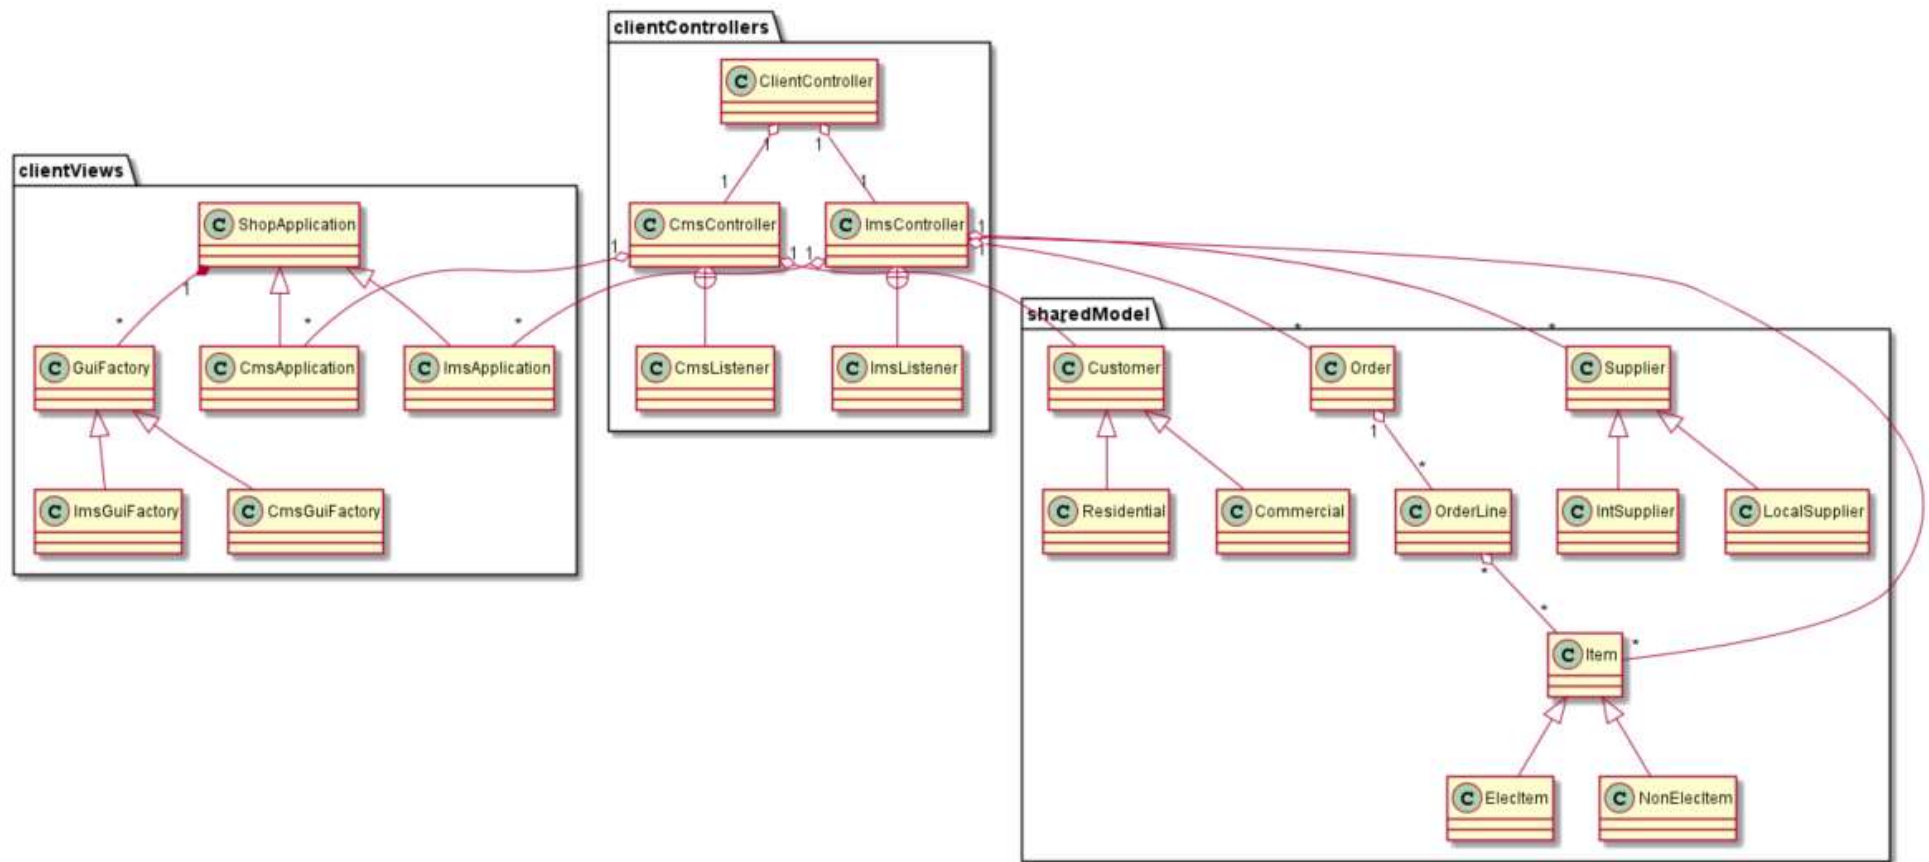 clientControllers
C ClientController
1
1
1
1
clientViews
C ShopApplication
C CmsController
C ImsController
1
1
1
1
1
1
*
*
*
sharedModel
*
*
*
C GuiFactory
C CmsApplication
C ImsApplication
C CmsListener
C ImsListener
C Customer
C Order
C Supplier
1
*
C ImsGuiFactory
C CmsGuiFactory
C Residential
C Commercial
C OrderLine
C IntSupplier
C LocalSupplier
*
*
*
C Item
C ElecItem
C NonElecItem